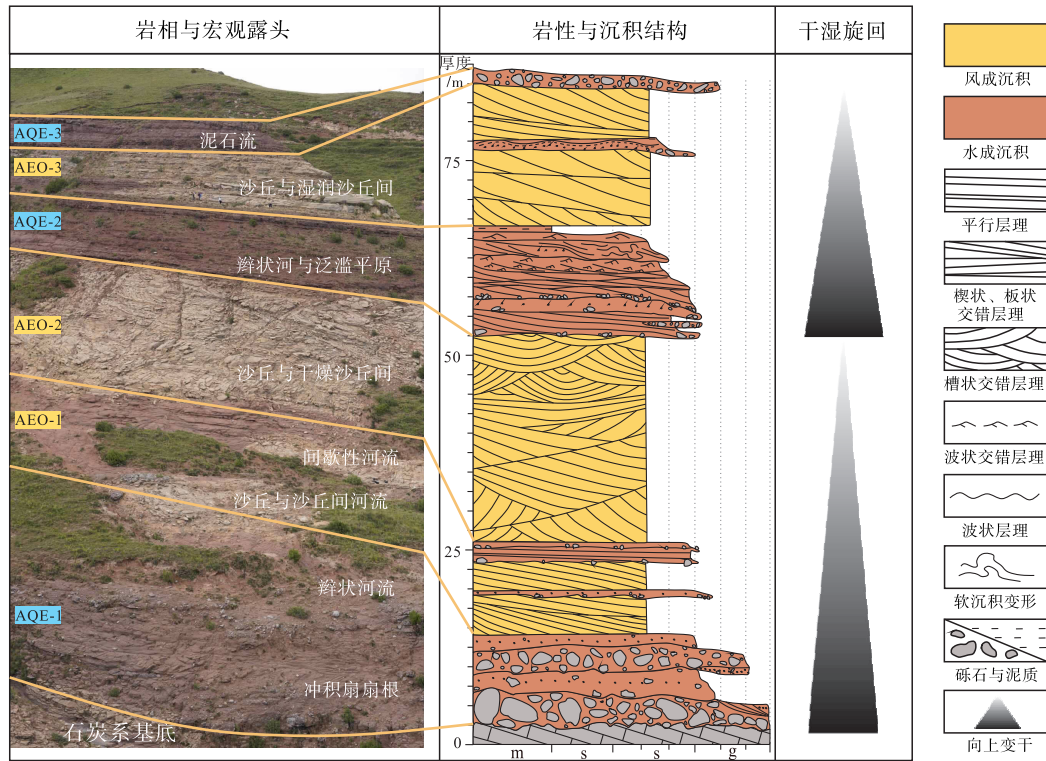 岩相与宏观露头
岩性与沉积结构
干湿旋回
AQE-3
泥石流
AEO-3
沙丘与湿润沙丘间
AQE-2
辫状河与泛滥平原
AEO-2
沙丘与干燥沙丘间
AEO-1
间歇性河流
沙丘与沙丘间河流
辫状河流
AQE-1
冲积扇扇根
石炭系基底
厚度
/m
75
50
25
0
m
s
s
g
风成沉积
水成沉积
平行层理
楔状、板状
交错层理
槽状交错层理
波状交错层理
波状层理
软沉积变形
砾石与泥质
向上变干